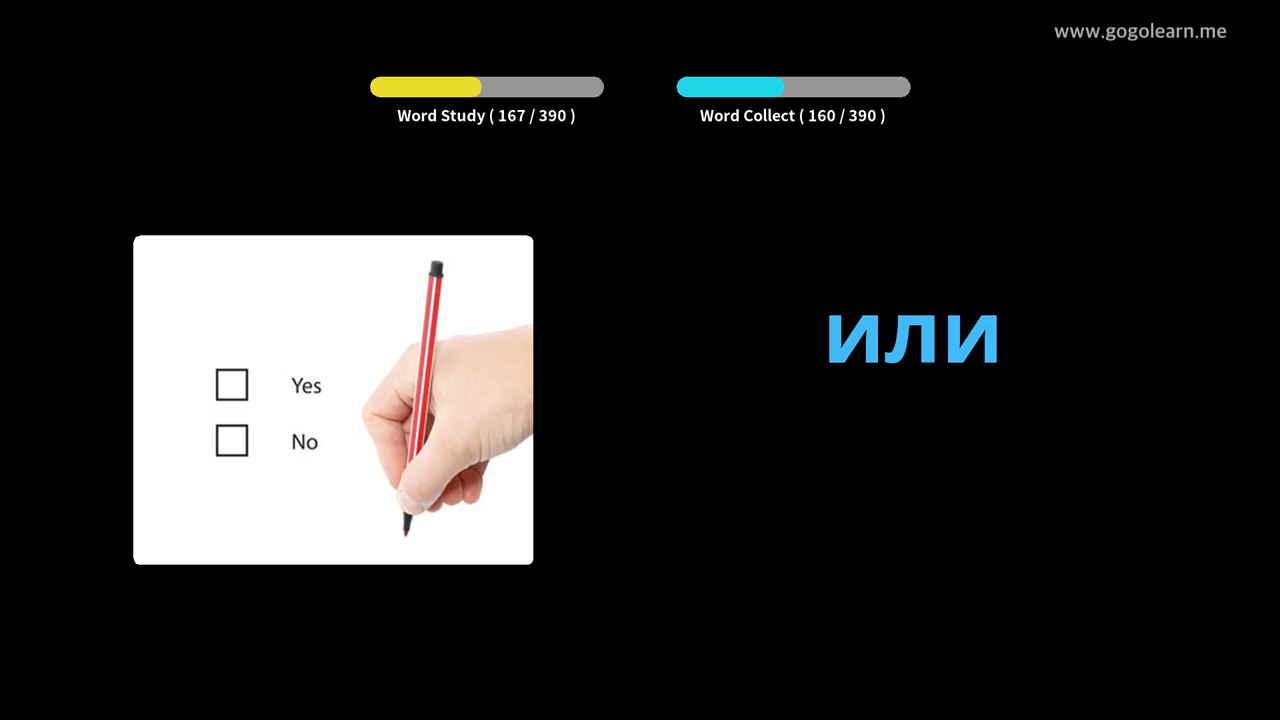 www.gogolearn.me
Word Study ( 167 / 390 )
Word Collect ( 160 / 390 )
Yes
No
или